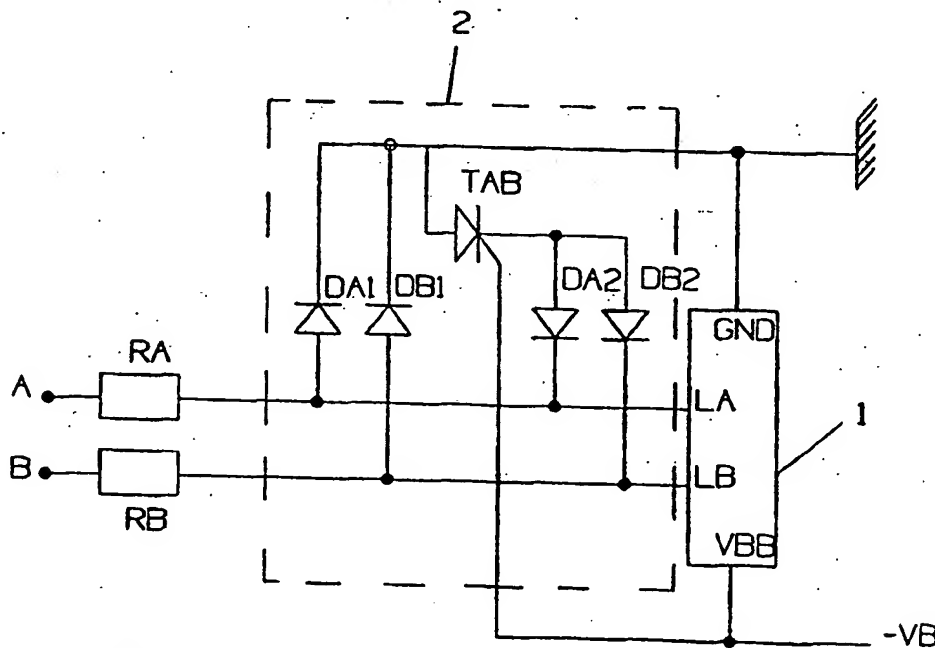 2
TAB
DA1 DB1 DA2 DB2
GND
RA
A LA
1
B LB
RB
VBB
-VB